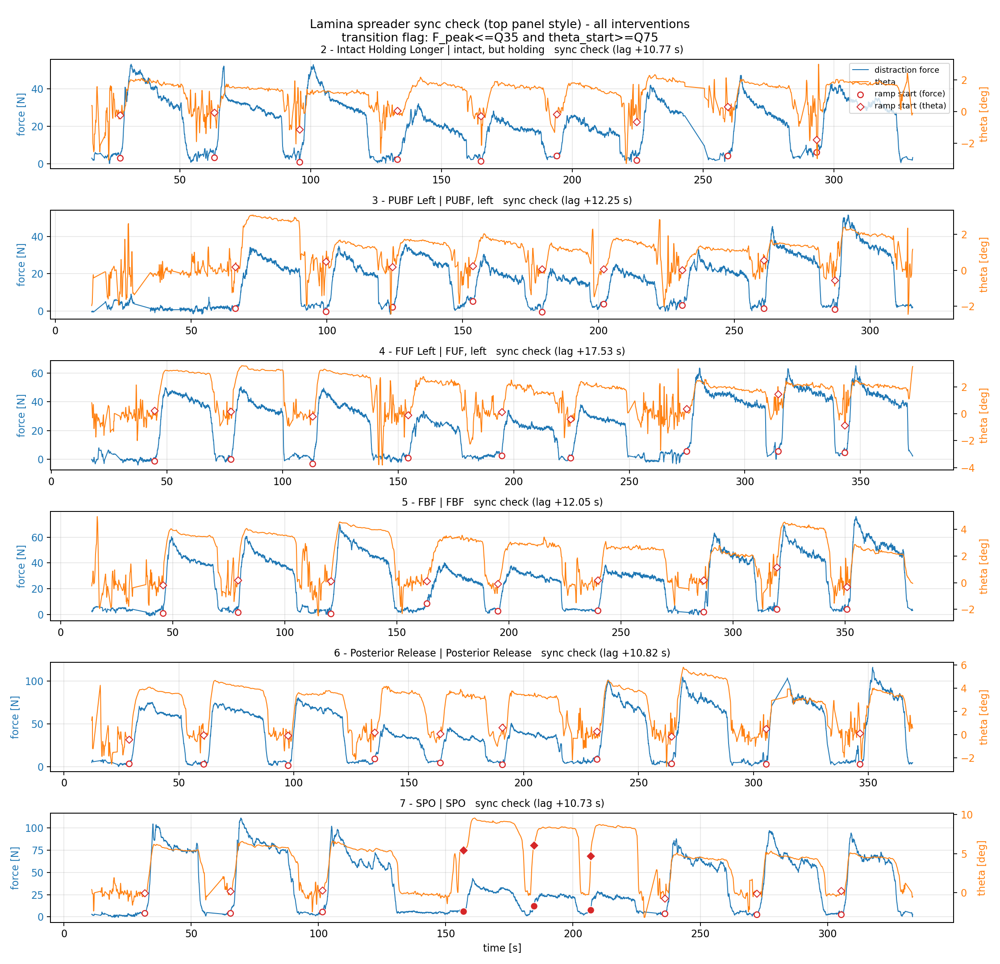 Lamina spreader sync check (top panel style) - all interventions
transition flag: F_peak<=Q35 and theta_start>=Q75
2 - Intact Holding Longer | intact, but holding   sync check (lag +10.77 s)
distraction force
theta
ramp start (force)
ramp start (theta)
force [N]
0 20 40
theta [deg]
2 0 −2
50 100 150 200 250 300
3 - PUBF Left | PUBF, left   sync check (lag +12.25 s)
force [N]
0 20 40
theta [deg]
2 0 −2
0 50 100 150 200 250 300
4 - FUF Left | FUF, left   sync check (lag +17.53 s)
force [N]
0 20 40 60
theta [deg]
2 0 −2 −4
0 50 100 150 200 250 300 350
5 - FBF | FBF   sync check (lag +12.05 s)
force [N]
0 20 40 60
theta [deg]
4 2 0 −2
0 50 100 150 200 250 300 350
6 - Posterior Release | Posterior Release   sync check (lag +10.82 s)
force [N]
0 50 100
theta [deg]
6 4 2 0 −2
0 50 100 150 200 250 300 350
7 - SPO | SPO   sync check (lag +10.73 s)
force [N]
0 25 50 75 100
theta [deg]
10 5 0
0 50 100 150 200 250 300
time [s]